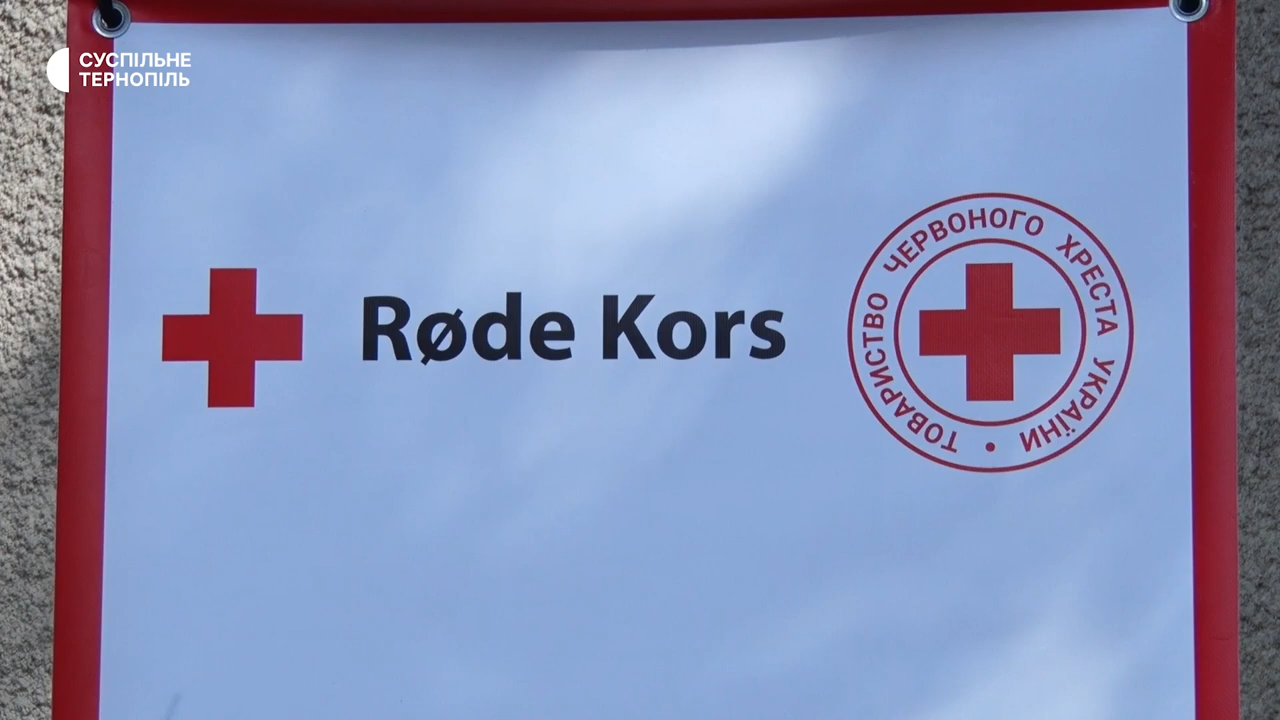 СУСПІЛЬНЕ
ТЕРНОПІЛЬ
Røde Kors
ТОВАРИСТВО ЧЕРВОНОГО ХРЕСТА УКРАЇНИ •